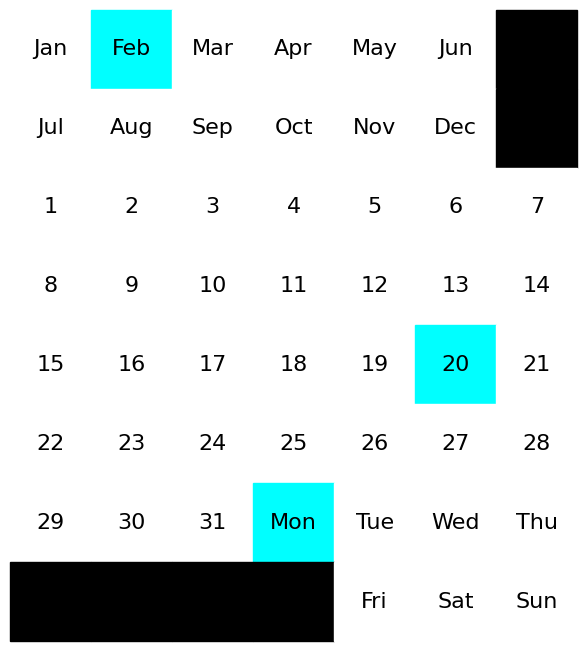 Jan Feb Mar Apr May Jun
Jul Aug Sep Oct Nov Dec
1 2 3 4 5 6 7
8 9 10 11 12 13 14
15 16 17 18 19 20 21
22 23 24 25 26 27 28
29 30 31 Mon Tue Wed Thu
Fri Sat Sun